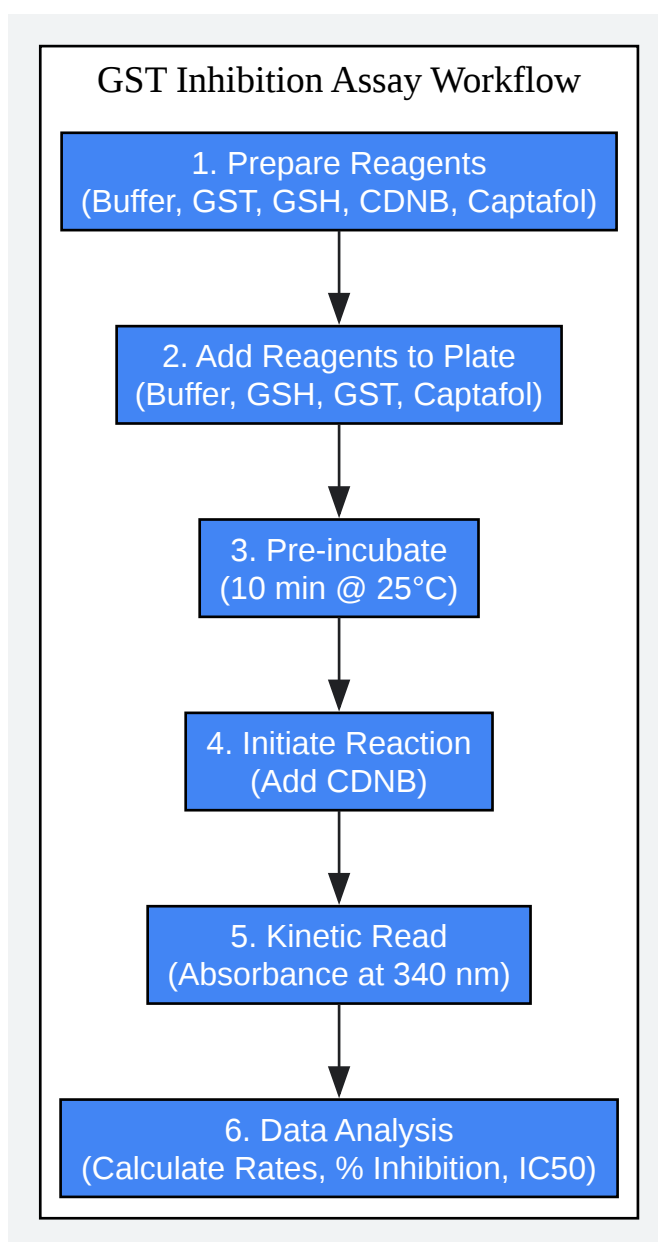 GST Inhibition Assay Workflow
1. Prepare Reagents
(Buffer, GST, GSH, CDNB, Captafol)
2. Add Reagents to Plate
(Buffer, GSH, GST, Captafol)
3. Pre-incubate
(10 min @ 25°C)
4. Initiate Reaction
(Add CDNB)
5. Kinetic Read
(Absorbance at 340 nm)
6. Data Analysis
(Calculate Rates, % Inhibition, IC50)